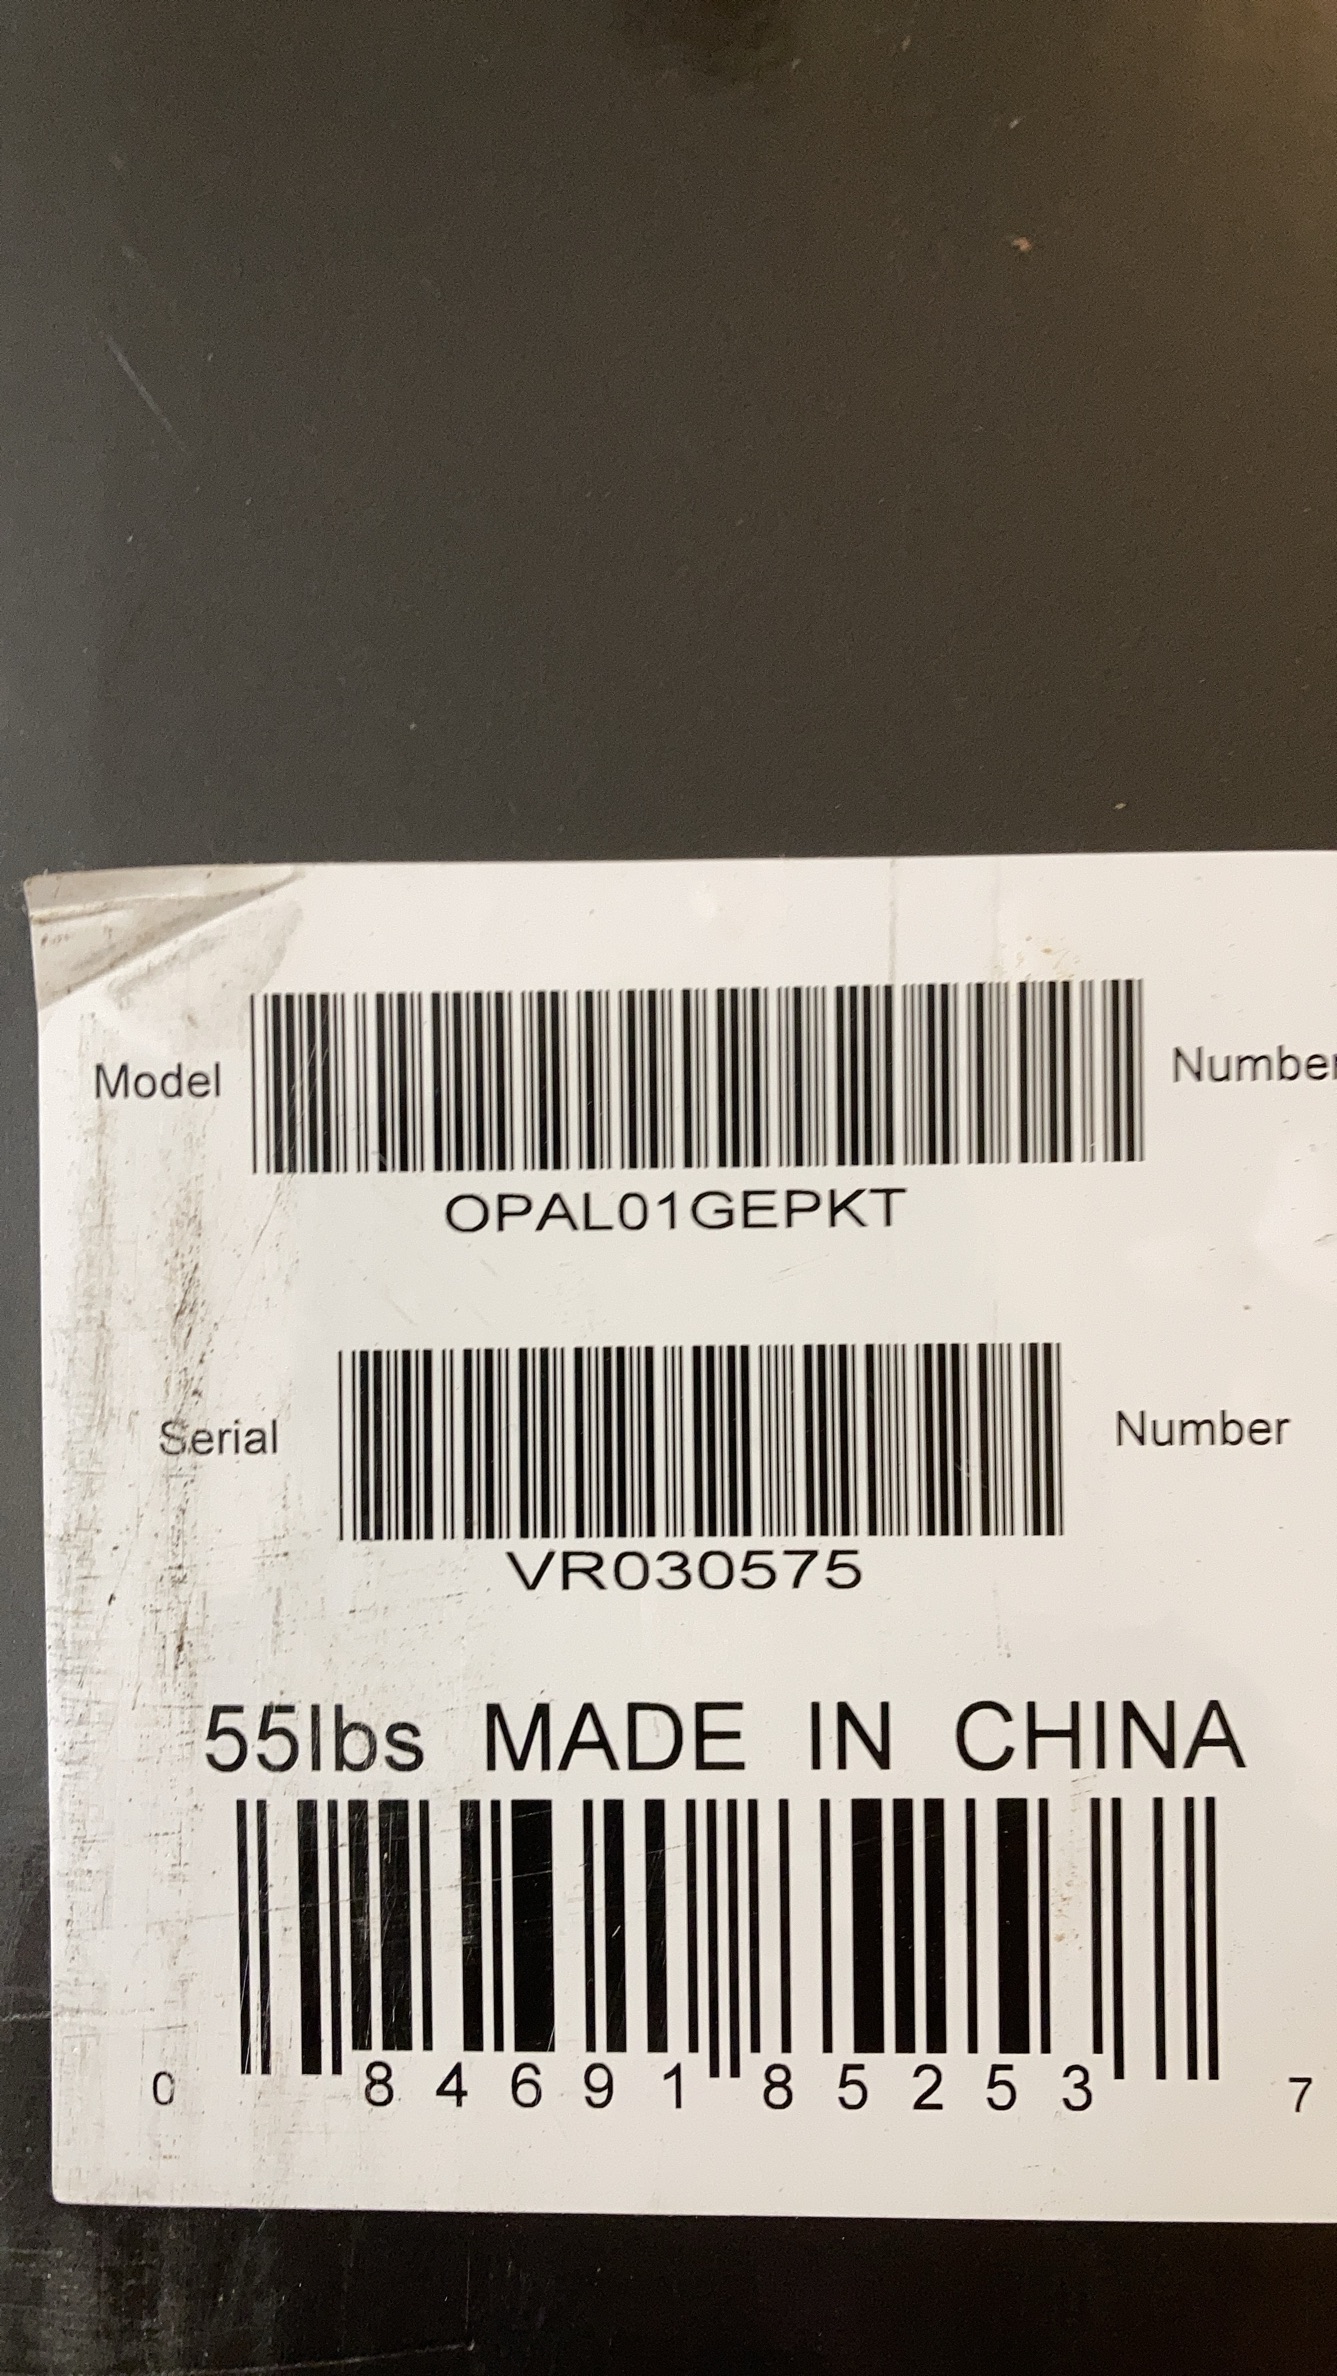 Model Number
OPAL01GEPKT
Serial Number
VR030575
55lbs MADE IN CHINA
0 84691 85253 7